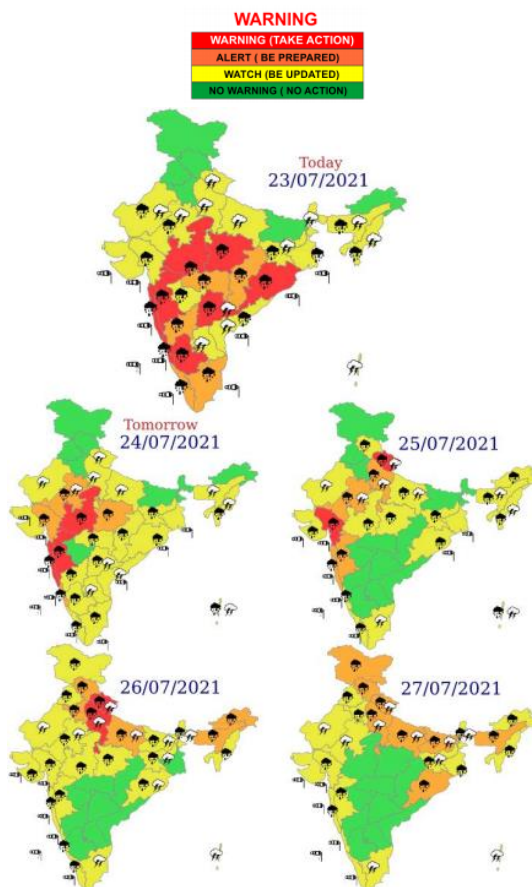 WARNING
WARNING (TAKE ACTION)
ALERT ( BE PREPARED)
WATCH (BE UPDATED)
NO WARNING ( NO ACTION)
Today
23/07/2021
Tomorrow
24/07/2021
25/07/2021
26/07/2021
27/07/2021